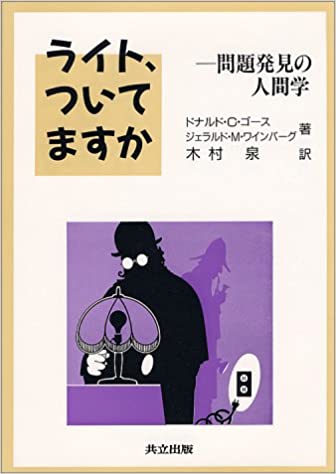 ライト、
ついて
ますか
—問題発見の
人間学
ドナルド・C・ゴース
ジェラルド・M・ワインバーグ 著
木村 泉 訳
共立出版